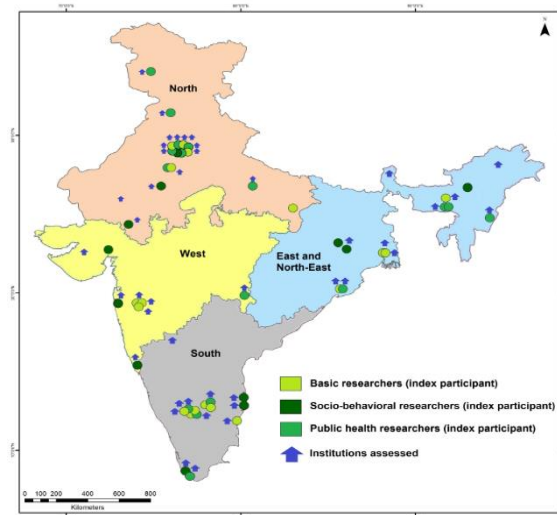 North
West
East and
North-East
South
Basic researchers (index participant)
Socio-behavioral researchers (index participant)
Public health researchers (index participant)
Institutions assessed
0 100 200 400 600 800
Kilometers